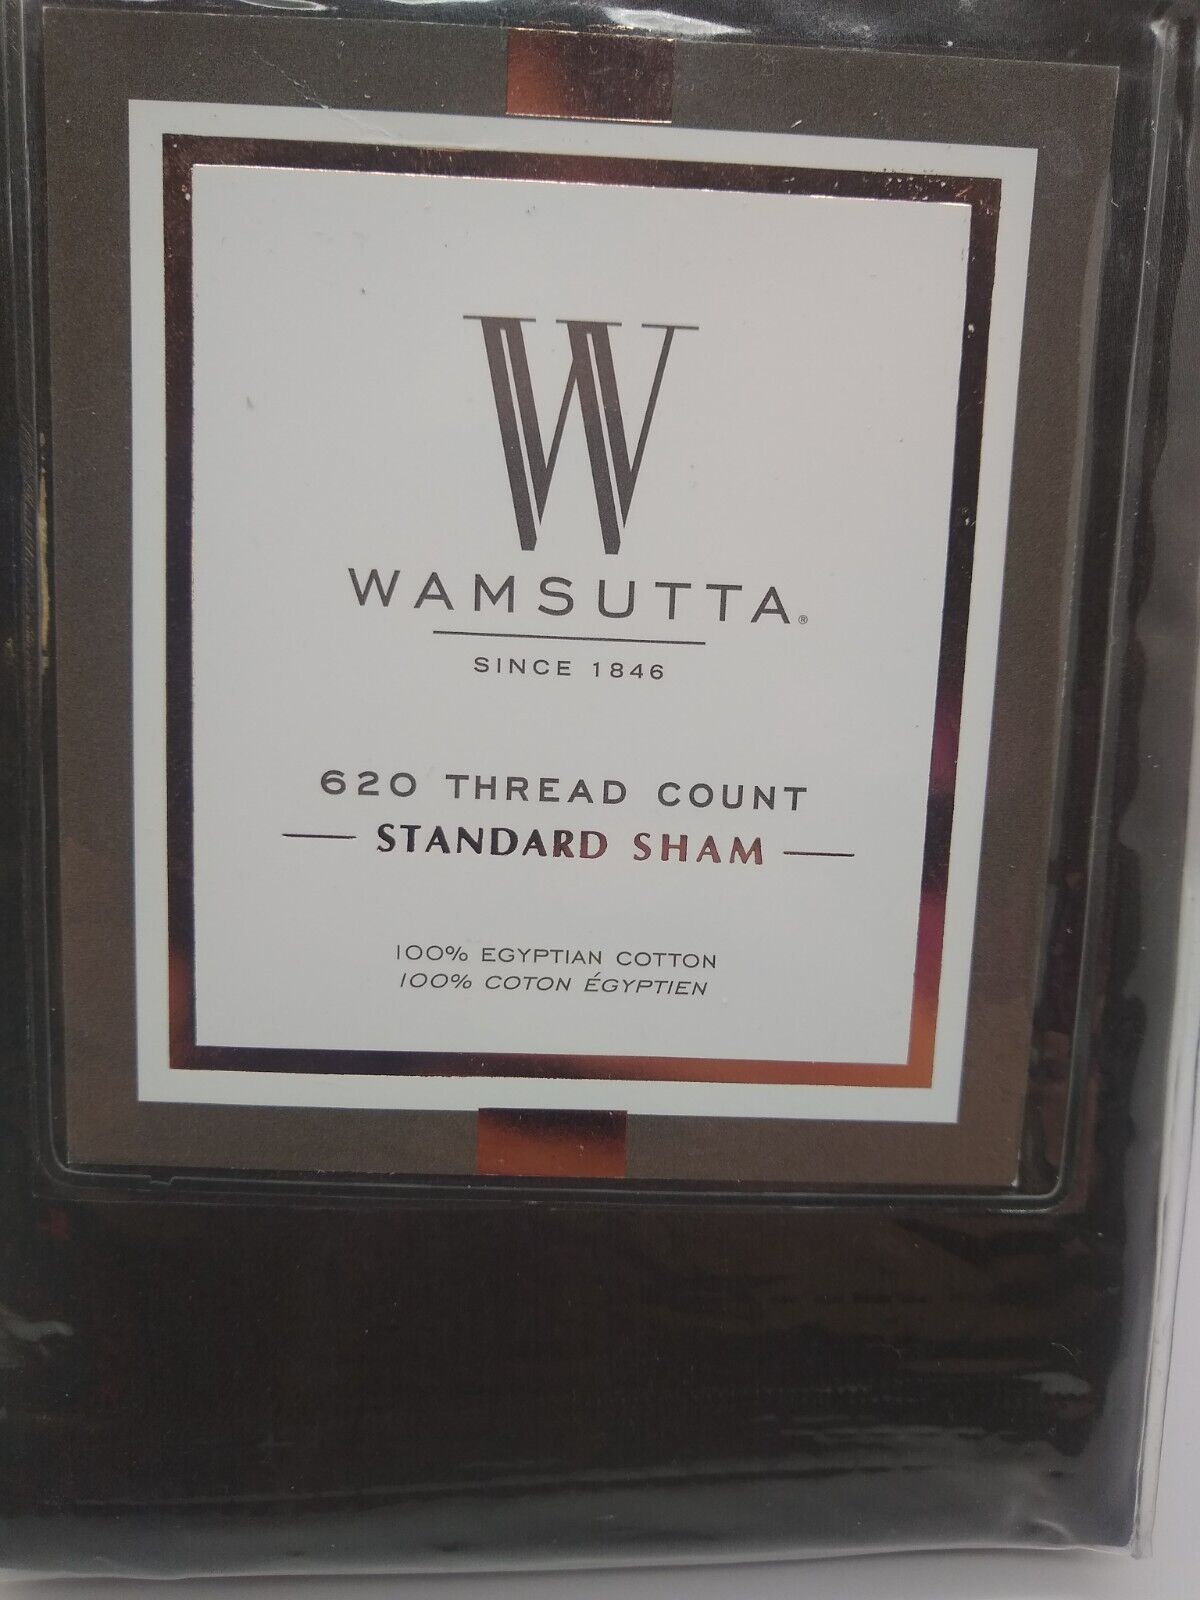 W
WAMSUTTA®
SINCE 1846
620 THREAD COUNT
STANDARD SHAM
100% EGYPTIAN COTTON
100% COTON ÉGYPTIEN